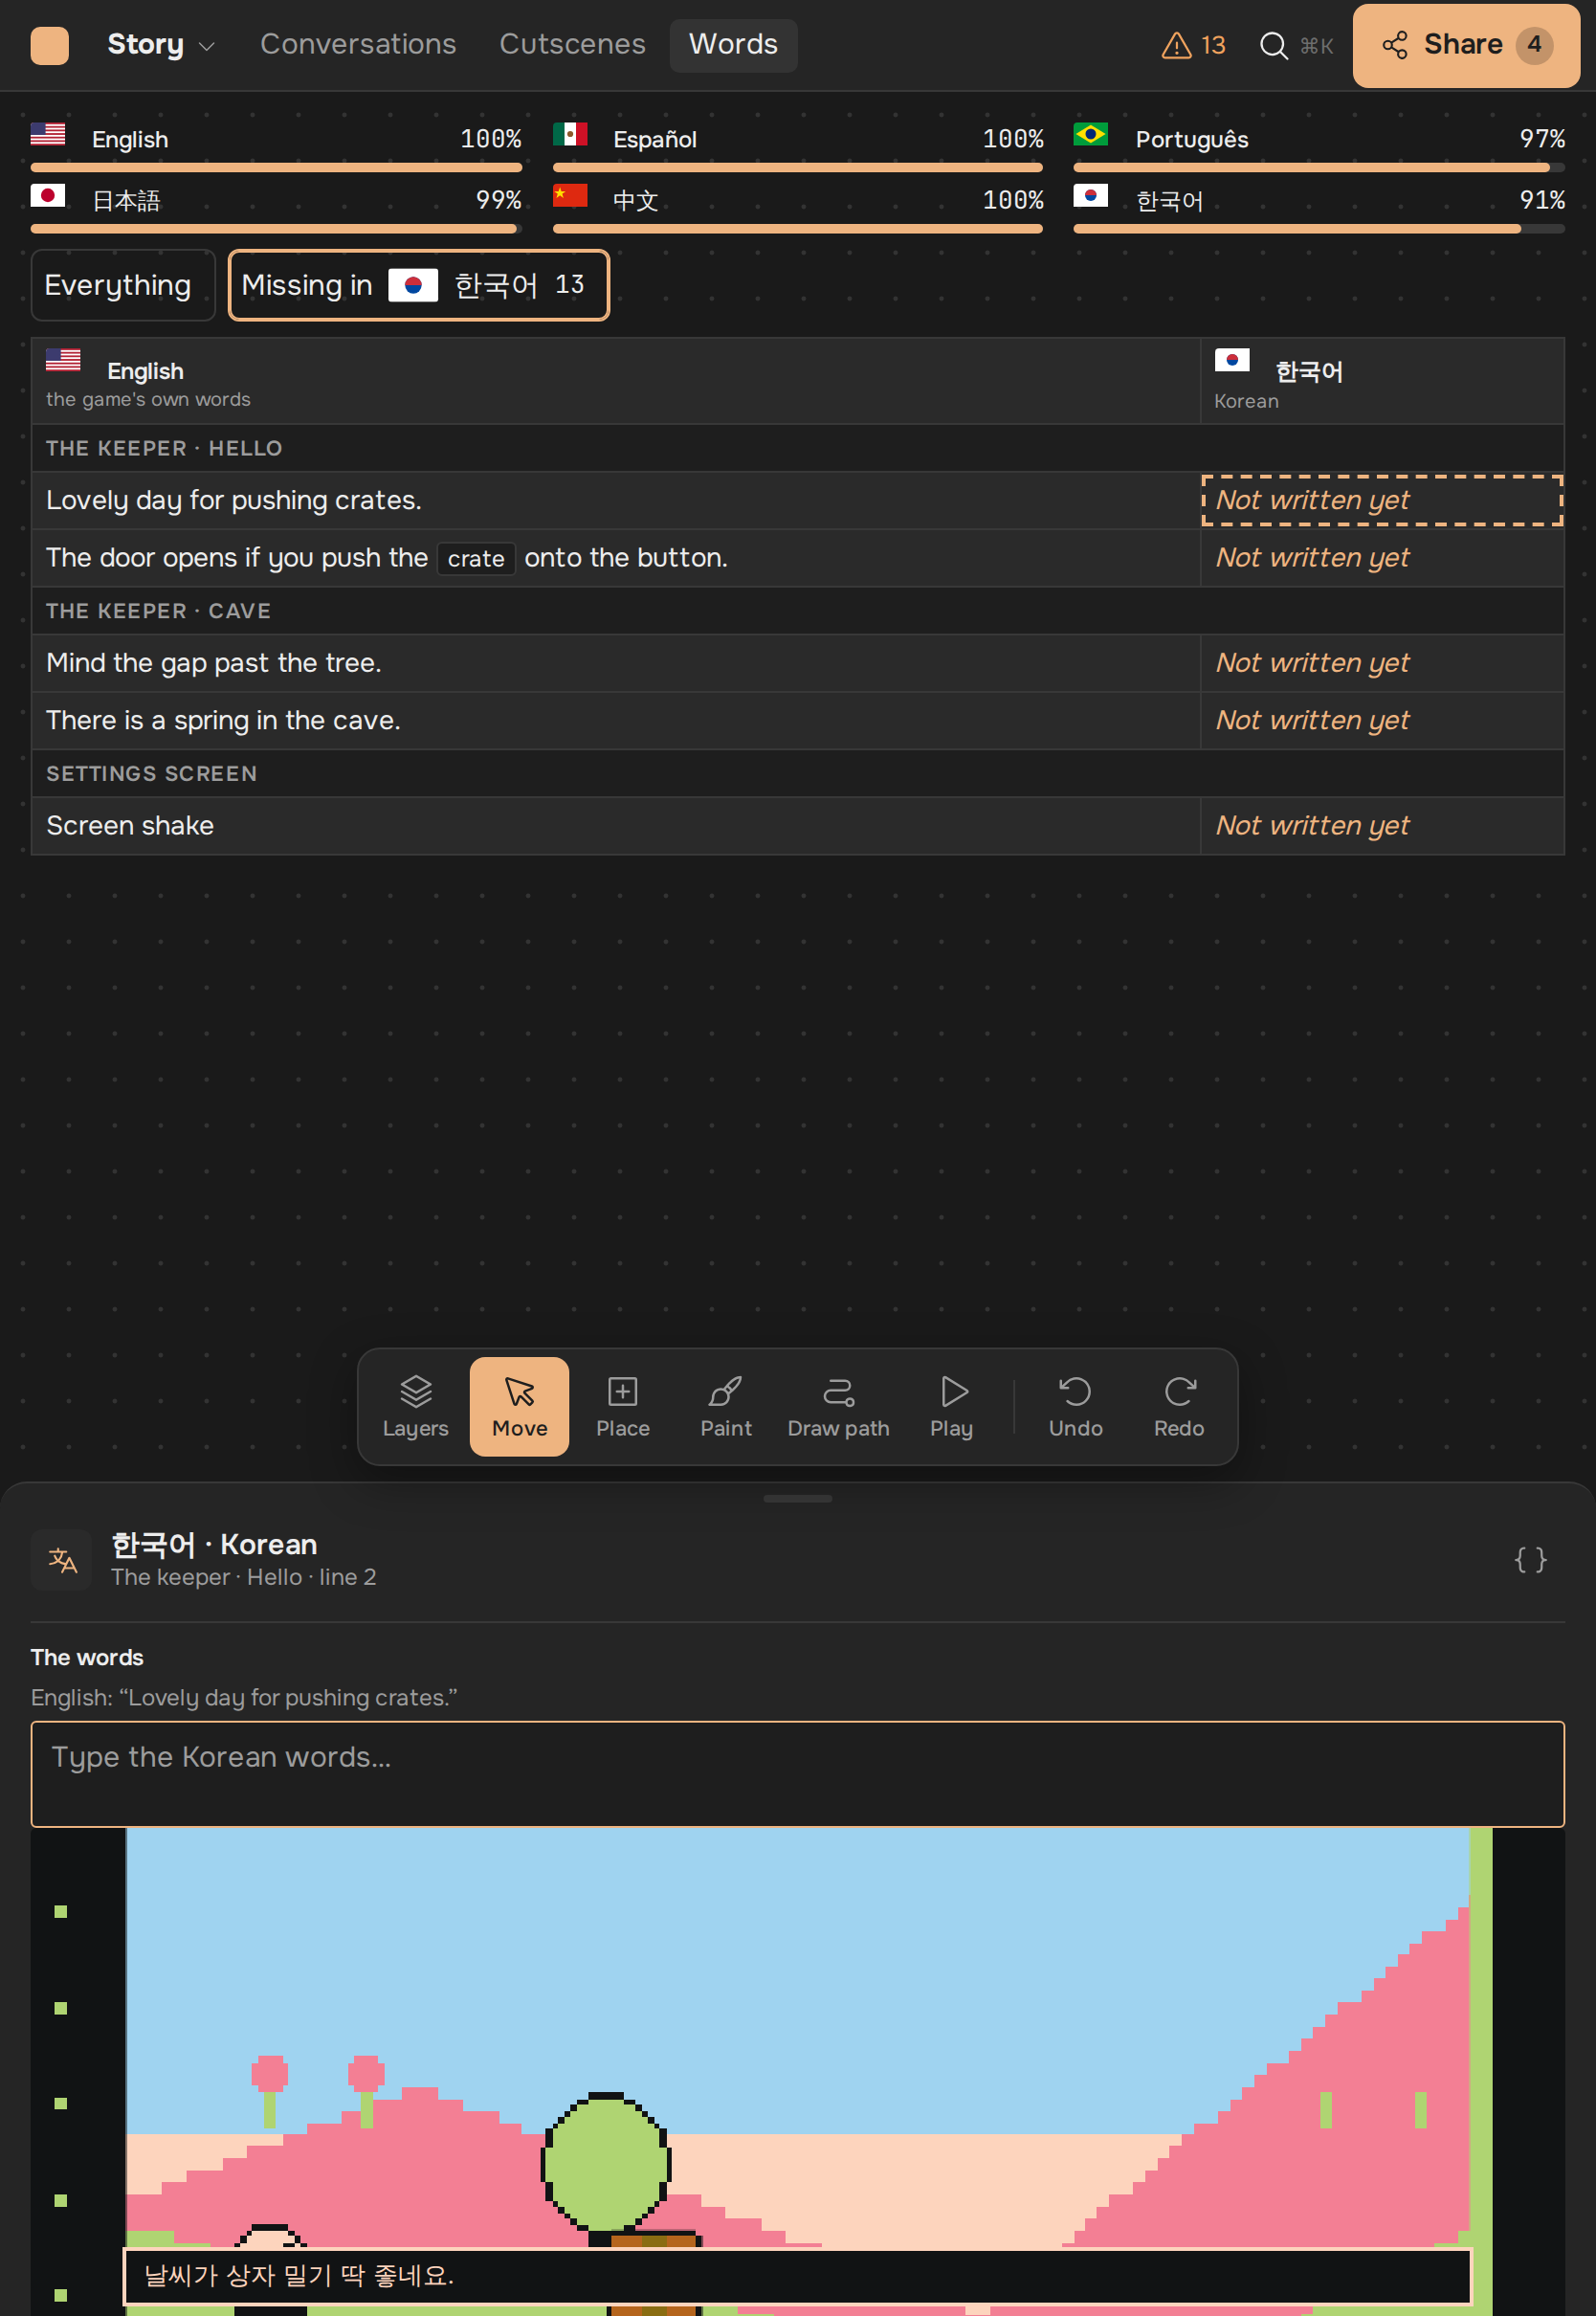 Story Conversations Cutscenes Words 13 ⌘K Share 4
English 100% Español 100% Português 97%
日本語 99% 中文 100% 한국어 91%
Everything Missing in 한국어 13
English 한국어
the game's own words Korean
THE KEEPER · HELLO
Lovely day for pushing crates. Not written yet
The door opens if you push the crate onto the button. Not written yet
THE KEEPER · CAVE
Mind the gap past the tree. Not written yet
There is a spring in the cave. Not written yet
SETTINGS SCREEN
Screen shake Not written yet
Layers Move Place Paint Draw path Play Undo Redo
한국어 · Korean
The keeper · Hello · line 2
The words
English: “Lovely day for pushing crates.”
Type the Korean words...
날씨가 상자 밀기 딱 좋네요.